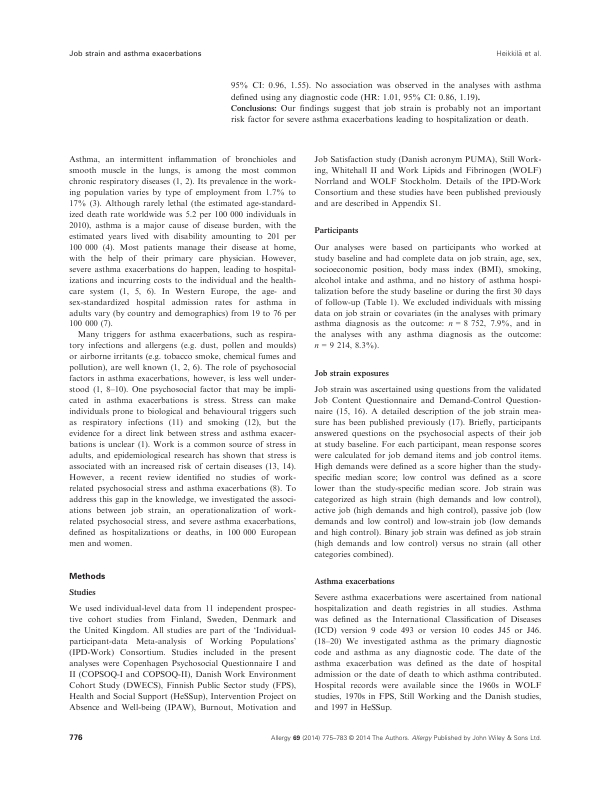 Job strain and asthma exacerbations
Heikkilä et al.
95% CI: 0.96, 1.55). No association was observed in the analyses with asthma
defined using any diagnostic code (HR: 1.01, 95% CI: 0.86, 1.19).
Conclusions: Our findings suggest that job strain is probably not an important
risk factor for severe asthma exacerbations leading to hospitalization or death.
Asthma, an intermittent inflammation of bronchioles and
smooth muscle in the lungs, is among the most common
chronic respiratory diseases (1, 2). Its prevalence in the work-
ing population varies by type of employment from 1.7% to
17% (3). Although rarely lethal (the estimated age-standard-
ized death rate worldwide was 5.2 per 100 000 individuals in
2010), asthma is a major cause of disease burden, with the
estimated years lived with disability amounting to 201 per
100 000 (4). Most patients manage their disease at home,
with the help of their primary care physician. However,
severe asthma exacerbations do happen, leading to hospital-
izations and incurring costs to the individual and the health-
care system (1, 5, 6). In Western Europe, the age- and
sex-standardized hospital admission rates for asthma in
adults vary (by country and demographics) from 19 to 76 per
100 000 (7).
Many triggers for asthma exacerbations, such as respira-
tory infections and allergens (e.g. dust, pollen and moulds)
or airborne irritants (e.g. tobacco smoke, chemical fumes and
pollution), are well known (1, 2, 6). The role of psychosocial
factors in asthma exacerbations, however, is less well under-
stood (1, 8–10). One psychosocial factor that may be impli-
cated in asthma exacerbations is stress. Stress can make
individuals prone to biological and behavioural triggers such
as respiratory infections (11) and smoking (12), but the
evidence for a direct link between stress and asthma exacer-
bations is unclear (1). Work is a common source of stress in
adults, and epidemiological research has shown that stress is
associated with an increased risk of certain diseases (13, 14).
However, a recent review identified no studies of work-
related psychosocial stress and asthma exacerbations (8). To
address this gap in the knowledge, we investigated the associ-
ations between job strain, an operationalization of work-
related psychosocial stress, and severe asthma exacerbations,
defined as hospitalizations or deaths, in 100 000 European
men and women.
Methods
Studies
We used individual-level data from 11 independent prospec-
tive cohort studies from Finland, Sweden, Denmark and
the United Kingdom. All studies are part of the ‘Individual-
participant-data Meta-analysis of Working Populations’
(IPD-Work) Consortium. Studies included in the present
analyses were Copenhagen Psychosocial Questionnaire I and
II (COPSOQ-I and COPSOQ-II), Danish Work Environment
Cohort Study (DWECS), Finnish Public Sector study (FPS),
Health and Social Support (HeSSup), Intervention Project on
Absence and Well-being (IPAW), Burnout, Motivation and
Job Satisfaction study (Danish acronym PUMA), Still Work-
ing, Whitehall II and Work Lipids and Fibrinogen (WOLF)
Norrland and WOLF Stockholm. Details of the IPD-Work
Consortium and these studies have been published previously
and are described in Appendix S1.
Participants
Our analyses were based on participants who worked at
study baseline and had complete data on job strain, age, sex,
socioeconomic position, body mass index (BMI), smoking,
alcohol intake and asthma, and no history of asthma hospi-
talization before the study baseline or during the first 30 days
of follow-up (Table 1). We excluded individuals with missing
data on job strain or covariates (in the analyses with primary
asthma diagnosis as the outcome: n = 8 752, 7.9%, and in
the analyses with any asthma diagnosis as the outcome:
n = 9 214, 8.3%).
Job strain exposures
Job strain was ascertained using questions from the validated
Job Content Questionnaire and Demand-Control Question-
naire (15, 16). A detailed description of the job strain mea-
sure has been published previously (17). Briefly, participants
answered questions on the psychosocial aspects of their job
at study baseline. For each participant, mean response scores
were calculated for job demand items and job control items.
High demands were defined as a score higher than the study-
specific median score; low control was defined as a score
lower than the study-specific median score. Job strain was
categorized as high strain (high demands and low control),
active job (high demands and high control), passive job (low
demands and low control) and low-strain job (low demands
and high control). Binary job strain was defined as job strain
(high demands and low control) versus no strain (all other
categories combined).
Asthma exacerbations
Severe asthma exacerbations were ascertained from national
hospitalization and death registries in all studies. Asthma
was defined as the International Classification of Diseases
(ICD) version 9 code 493 or version 10 codes J45 or J46.
(18–20) We investigated asthma as the primary diagnostic
code and asthma as any diagnostic code. The date of the
asthma exacerbation was defined as the date of hospital
admission or the date of death to which asthma contributed.
Hospital records were available since the 1960s in WOLF
studies, 1970s in FPS, Still Working and the Danish studies,
and 1997 in HeSSup.
776
Allergy 69 (2014) 775–783 © 2014 The Authors. Allergy Published by John Wiley & Sons Ltd.